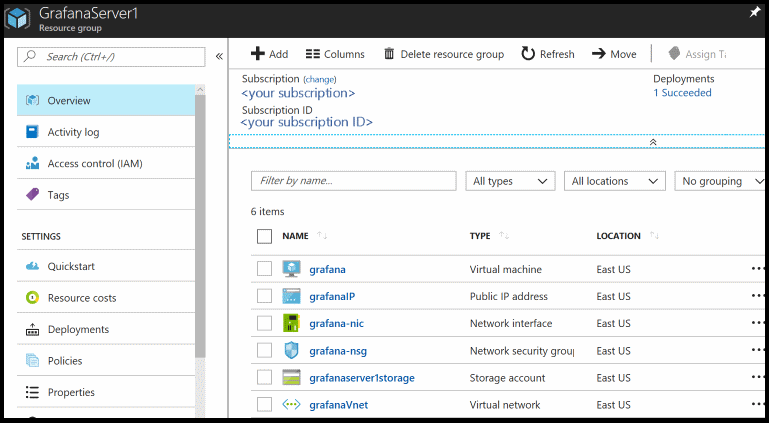 GrafanaServer1
Resource group
Search (Ctrl+/)
Overview
Activity log
Access control (IAM)
Tags
SETTINGS
Quickstart
Resource costs
Deployments
Policies
Properties
Add Columns Delete resource group Refresh Move Assign Ta
Subscription (change) Deployments
<your subscription> 1 Succeeded
Subscription ID
<your subscription ID>
Filter by name... All types All locations No grouping
6 items
NAME TYPE LOCATION
grafana Virtual machine East US
grafanaIP Public IP address East US
grafana-nic Network interface East US
grafana-nsg Network security group East US
grafanaserver1storage Storage account East US
grafanaVnet Virtual network East US